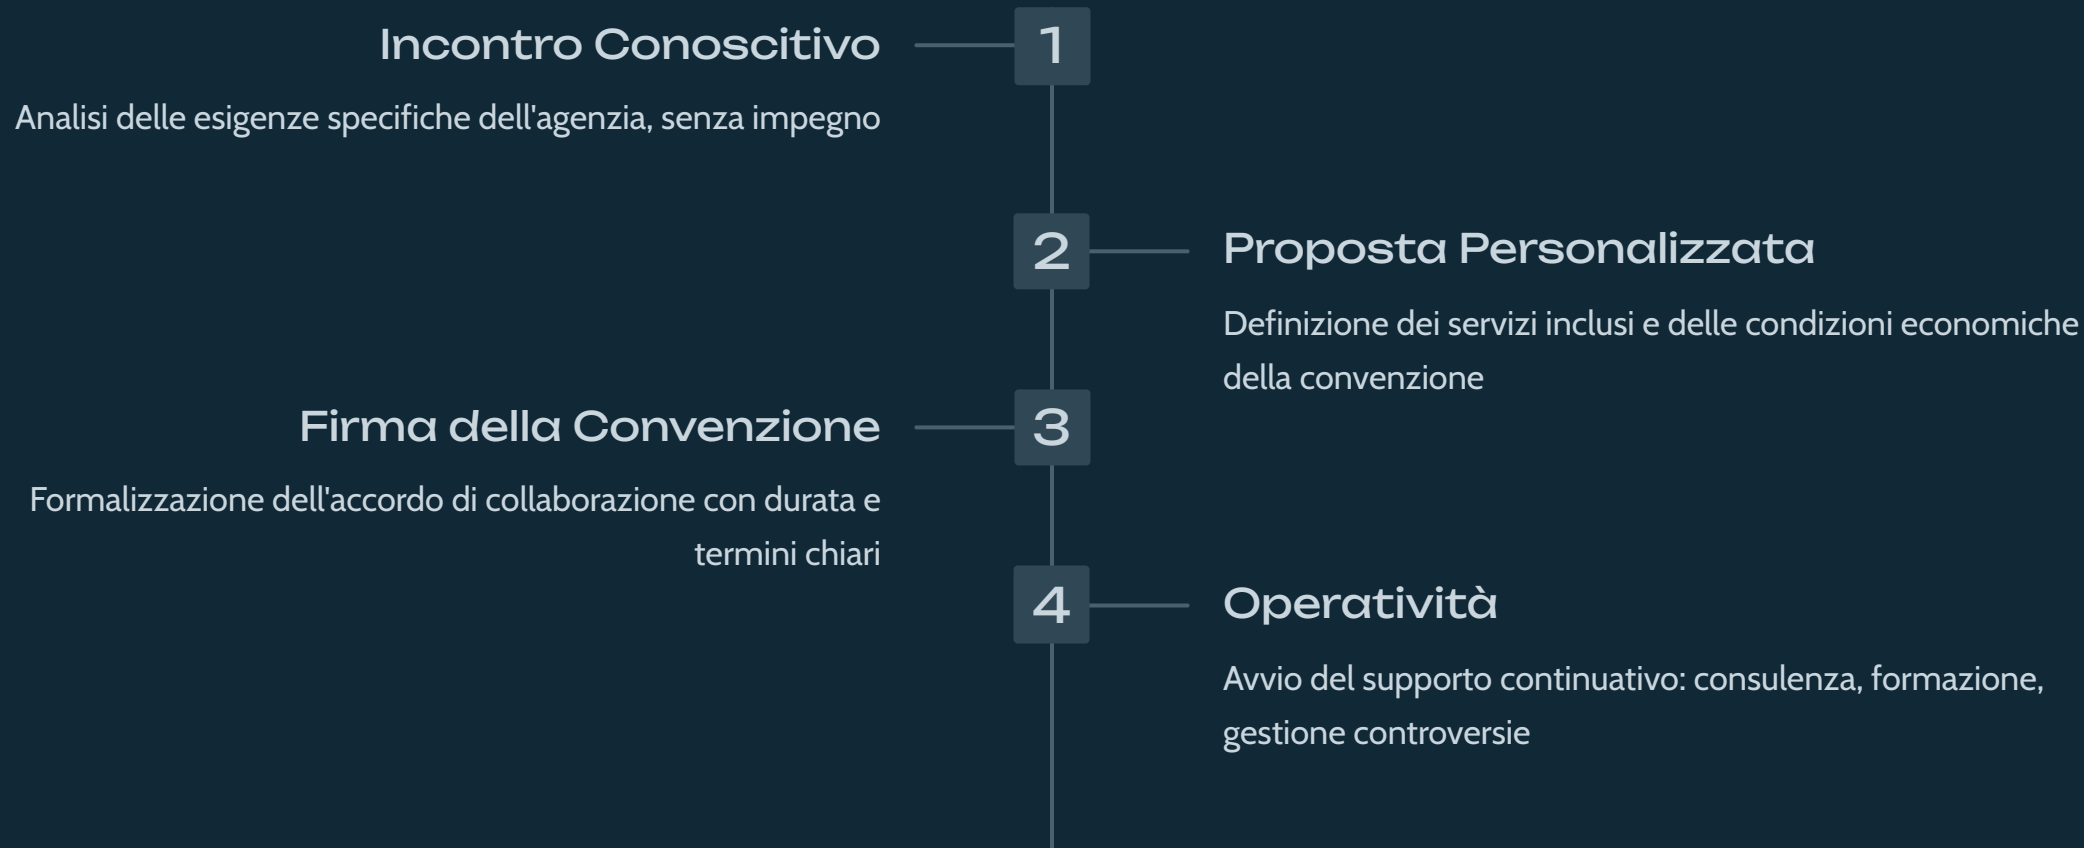 Incontro Conoscitivo
1
Analisi delle esigenze specifiche dell'agenzia, senza impegno
2
Proposta Personalizzata
Definizione dei servizi inclusi e delle condizioni economiche
della convenzione
Firma della Convenzione
3
Formalizzazione dell'accordo di collaborazione con durata e
termini chiari
4
Operatività
Avvio del supporto continuativo: consulenza, formazione,
gestione controversie